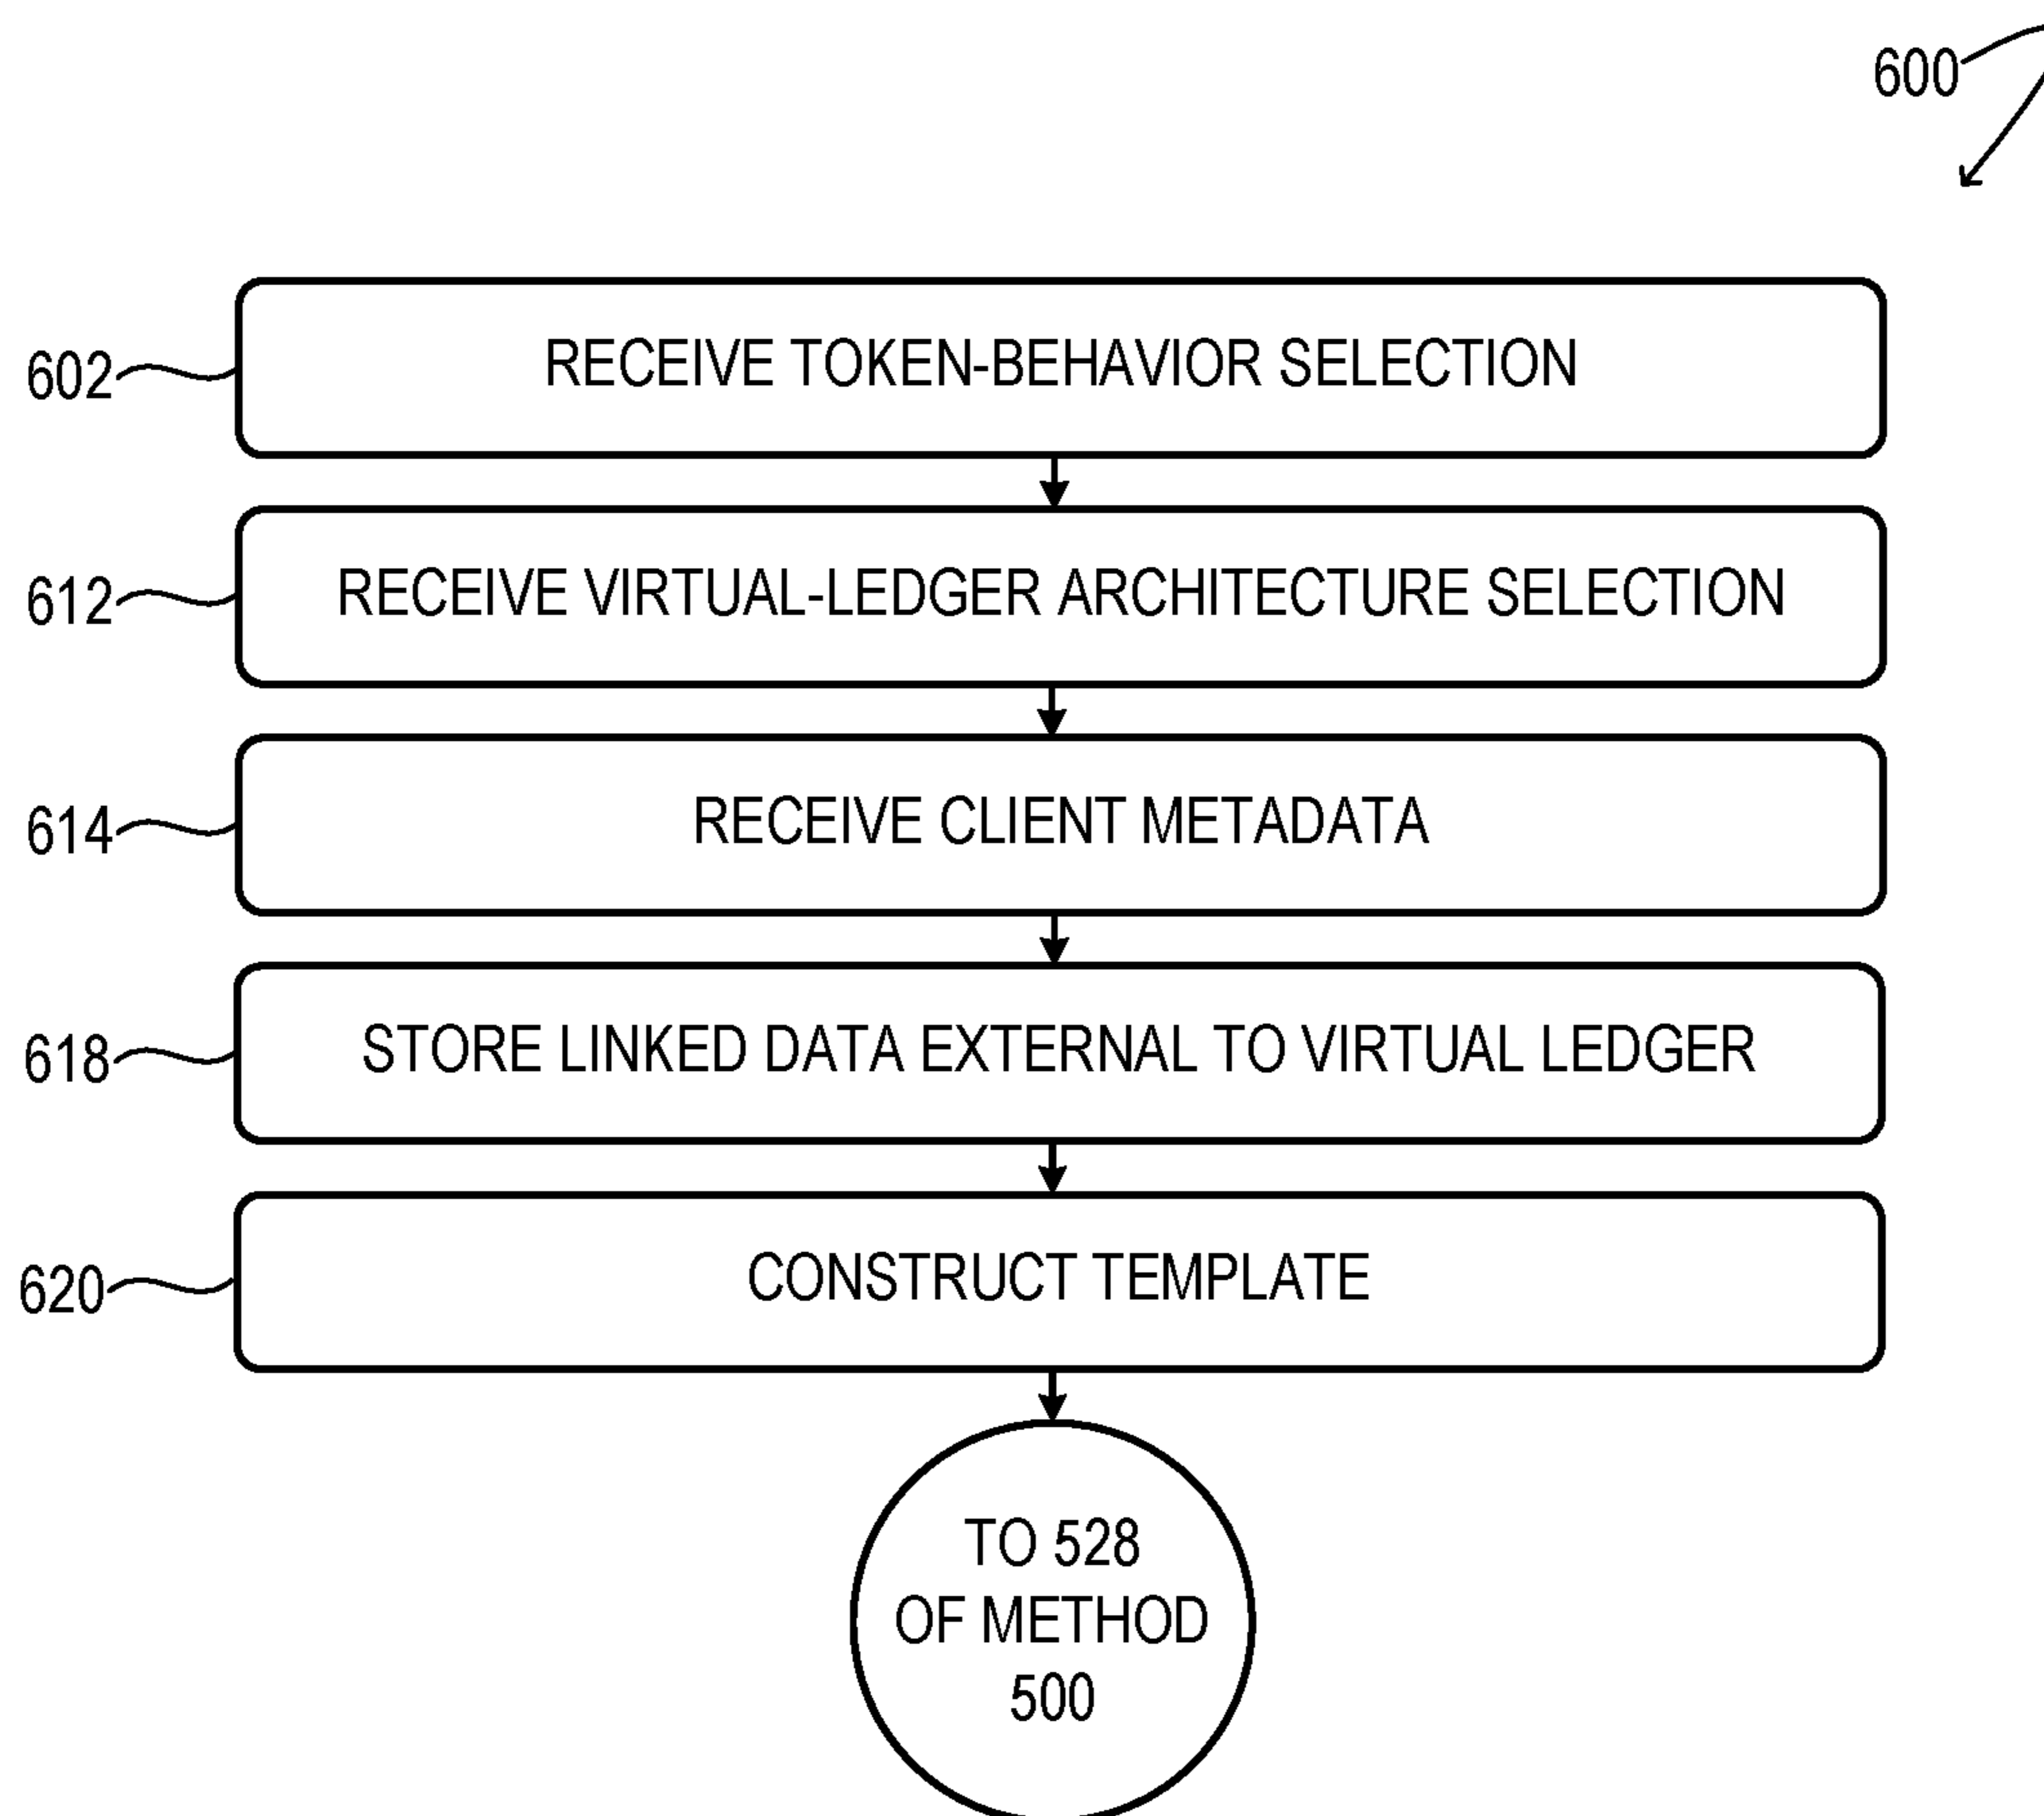 600
602
RECEIVE TOKEN-BEHAVIOR SELECTION
612
RECEIVE VIRTUAL-LEDGER ARCHITECTURE SELECTION
614
RECEIVE CLIENT METADATA
618
STORE LINKED DATA EXTERNAL TO VIRTUAL LEDGER
620
CONSTRUCT TEMPLATE
TO 528
OF METHOD
500